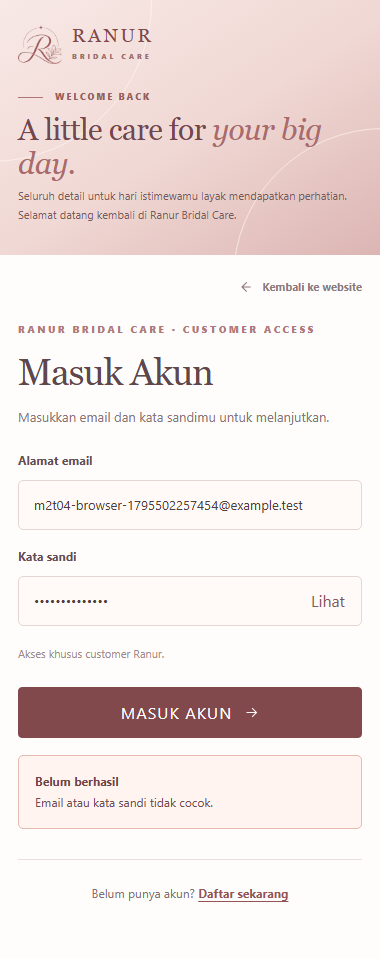 RANUR
BRIDAL CARE
WELCOME BACK
A little care for your big
day.
Seluruh detail untuk hari istimewamu layak mendapatkan perhatian.
Selamat datang kembali di Ranur Bridal Care.
← Kembali ke website
RANUR BRIDAL CARE · CUSTOMER ACCESS
Masuk Akun
Masukkan email dan kata sandimu untuk melanjutkan.
Alamat email
m2t04-browser-1795502257454@example.test
Kata sandi
••••••••••••••
Lihat
Akses khusus customer Ranur.
MASUK AKUN →
Belum berhasil
Email atau kata sandi tidak cocok.
Belum punya akun? Daftar sekarang